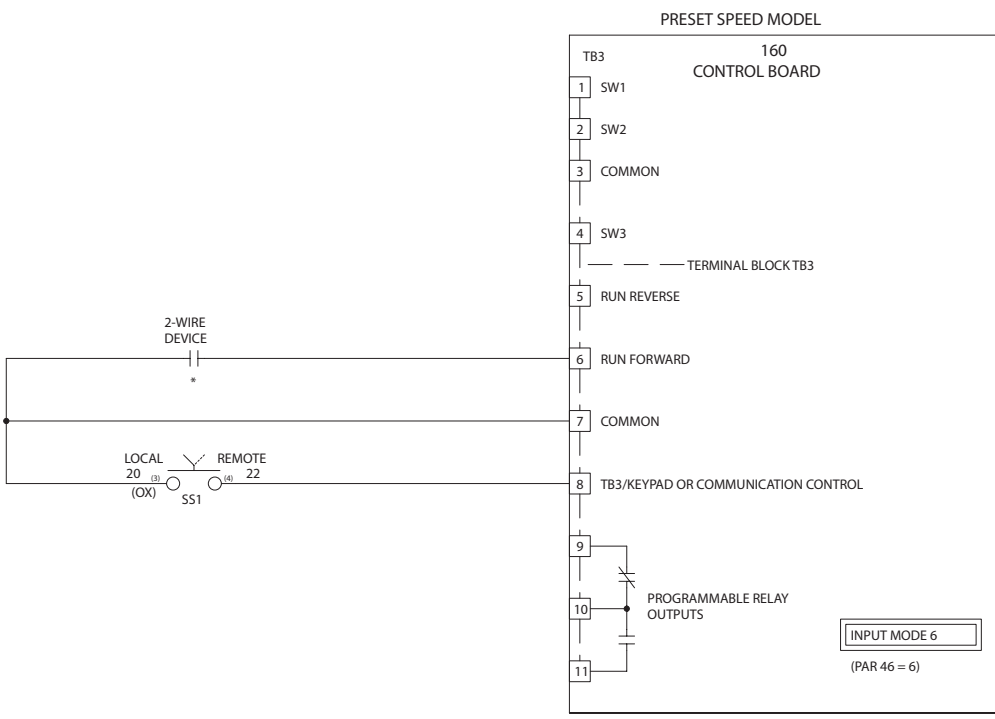 PRESET SPEED MODEL
TB3
160
CONTROL BOARD
1 SW1
2 SW2
3 COMMON
4 SW3
TERMINAL BLOCK TB3
5 RUN REVERSE
2-WIRE
DEVICE
6 RUN FORWARD
*
7 COMMON
LOCAL REMOTE
20 (3) (4) 22
(OX)
SS1
8 TB3/KEYPAD OR COMMUNICATION CONTROL
9
PROGRAMMABLE RELAY
10 OUTPUTS
INPUT MODE 6
11
(PAR 46 = 6)